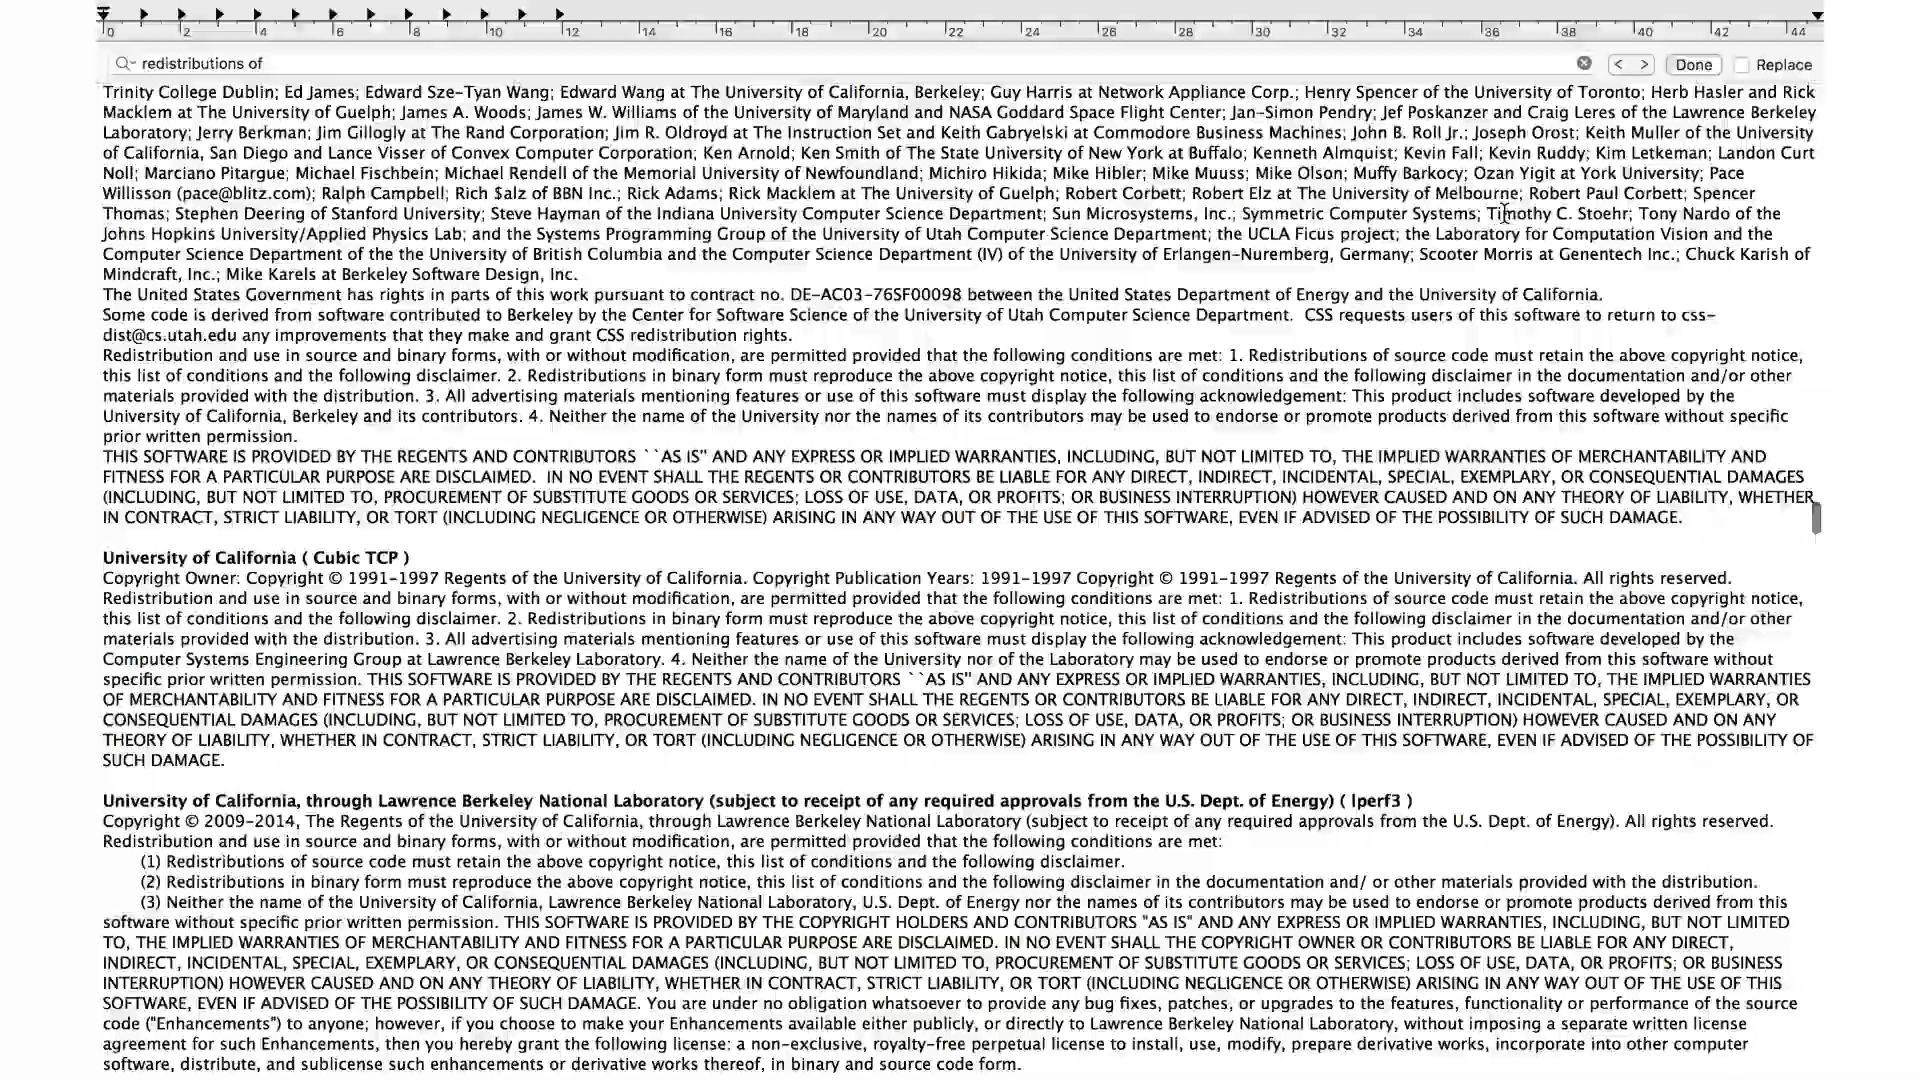 0 2 4 6 8 10 12 14 16 18 20 22 24 26 28 30 32 34 36 38 40 42 44
redistributions of
< > Done Replace
Trinity College Dublin; Ed James; Edward Sze-Tyan Wang; Edward Wang at The University of California, Berkeley; Guy Harris at Network Appliance Corp.; Henry Spencer of the University of Toronto; Herb Hasler and Rick
Macklem at The University of Guelph; James A. Woods; James W. Williams of the University of Maryland and NASA Goddard Space Flight Center; Jan-Simon Pendry; Jef Poskanzer and Craig Leres of the Lawrence Berkeley
Laboratory; Jerry Berkman; Jim Gillogly at The Rand Corporation; Jim R. Oldroyd at The Instruction Set and Keith Gabryelski at Commodore Business Machines; John B. Roll Jr.; Joseph Orost; Keith Muller of the University
of California, San Diego and Lance Visser of Convex Computer Corporation; Ken Arnold; Ken Smith of The State University of New York at Buffalo; Kenneth Almquist; Kevin Fall; Kevin Ruddy; Kim Letkeman; Landon Curt
Noll; Marciano Pitargue; Michael Fischbein; Michael Rendell of the Memorial University of Newfoundland; Michiro Hikida; Mike Hibler; Mike Muuss; Mike Olson; Muffy Barkocy; Ozan Yigit at York University; Pace
Willisson (pace@blitz.com); Ralph Campbell; Rich $alz of BBN Inc.; Rick Adams; Rick Macklem at The University of Guelph; Robert Corbett; Robert Elz at The University of Melbourne; Robert Paul Corbett; Spencer
Thomas; Stephen Deering of Stanford University; Steve Hayman of the Indiana University Computer Science Department; Sun Microsystems, Inc.; Symmetric Computer Systems; Timothy C. Stoehr; Tony Nardo of the
Johns Hopkins University/Applied Physics Lab; and the Systems Programming Group of the University of Utah Computer Science Department; the UCLA Ficus project; the Laboratory for Computation Vision and the
Computer Science Department of the the University of British Columbia and the Computer Science Department (IV) of the University of Erlangen-Nuremberg, Germany; Scooter Morris at Genentech Inc.; Chuck Karish of
Mindcraft, Inc.; Mike Karels at Berkeley Software Design, Inc.
The United States Government has rights in parts of this work pursuant to contract no. DE-AC03-76SF00098 between the United States Department of Energy and the University of California.
Some code is derived from software contributed to Berkeley by the Center for Software Science of the University of Utah Computer Science Department.  CSS requests users of this software to return to css-
dist@cs.utah.edu any improvements that they make and grant CSS redistribution rights.
Redistribution and use in source and binary forms, with or without modification, are permitted provided that the following conditions are met: 1. Redistributions of source code must retain the above copyright notice,
this list of conditions and the following disclaimer. 2. Redistributions in binary form must reproduce the above copyright notice, this list of conditions and the following disclaimer in the documentation and/or other
materials provided with the distribution. 3. All advertising materials mentioning features or use of this software must display the following acknowledgement: This product includes software developed by the
University of California, Berkeley and its contributors. 4. Neither the name of the University nor the names of its contributors may be used to endorse or promote products derived from this software without specific
prior written permission.
THIS SOFTWARE IS PROVIDED BY THE REGENTS AND CONTRIBUTORS ``AS IS" AND ANY EXPRESS OR IMPLIED WARRANTIES, INCLUDING, BUT NOT LIMITED TO, THE IMPLIED WARRANTIES OF MERCHANTABILITY AND
FITNESS FOR A PARTICULAR PURPOSE ARE DISCLAIMED.  IN NO EVENT SHALL THE REGENTS OR CONTRIBUTORS BE LIABLE FOR ANY DIRECT, INDIRECT, INCIDENTAL, SPECIAL, EXEMPLARY, OR CONSEQUENTIAL DAMAGES
(INCLUDING, BUT NOT LIMITED TO, PROCUREMENT OF SUBSTITUTE GOODS OR SERVICES; LOSS OF USE, DATA, OR PROFITS; OR BUSINESS INTERRUPTION) HOWEVER CAUSED AND ON ANY THEORY OF LIABILITY, WHETHER
IN CONTRACT, STRICT LIABILITY, OR TORT (INCLUDING NEGLIGENCE OR OTHERWISE) ARISING IN ANY WAY OUT OF THE USE OF THIS SOFTWARE, EVEN IF ADVISED OF THE POSSIBILITY OF SUCH DAMAGE.
University of California ( Cubic TCP )
Copyright Owner: Copyright © 1991-1997 Regents of the University of California. Copyright Publication Years: 1991-1997 Copyright © 1991-1997 Regents of the University of California. All rights reserved.
Redistribution and use in source and binary forms, with or without modification, are permitted provided that the following conditions are met: 1. Redistributions of source code must retain the above copyright notice,
this list of conditions and the following disclaimer. 2. Redistributions in binary form must reproduce the above copyright notice, this list of conditions and the following disclaimer in the documentation and/or other
materials provided with the distribution. 3. All advertising materials mentioning features or use of this software must display the following acknowledgement: This product includes software developed by the
Computer Systems Engineering Group at Lawrence Berkeley Laboratory. 4. Neither the name of the University nor of the Laboratory may be used to endorse or promote products derived from this software without
specific prior written permission. THIS SOFTWARE IS PROVIDED BY THE REGENTS AND CONTRIBUTORS ``AS IS" AND ANY EXPRESS OR IMPLIED WARRANTIES, INCLUDING, BUT NOT LIMITED TO, THE IMPLIED WARRANTIES
OF MERCHANTABILITY AND FITNESS FOR A PARTICULAR PURPOSE ARE DISCLAIMED. IN NO EVENT SHALL THE REGENTS OR CONTRIBUTORS BE LIABLE FOR ANY DIRECT, INDIRECT, INCIDENTAL, SPECIAL, EXEMPLARY, OR
CONSEQUENTIAL DAMAGES (INCLUDING, BUT NOT LIMITED TO, PROCUREMENT OF SUBSTITUTE GOODS OR SERVICES; LOSS OF USE, DATA, OR PROFITS; OR BUSINESS INTERRUPTION) HOWEVER CAUSED AND ON ANY
THEORY OF LIABILITY, WHETHER IN CONTRACT, STRICT LIABILITY, OR TORT (INCLUDING NEGLIGENCE OR OTHERWISE) ARISING IN ANY WAY OUT OF THE USE OF THIS SOFTWARE, EVEN IF ADVISED OF THE POSSIBILITY OF
SUCH DAMAGE.
University of California, through Lawrence Berkeley National Laboratory (subject to receipt of any required approvals from the U.S. Dept. of Energy) ( Iperf3 )
Copyright © 2009-2014, The Regents of the University of California, through Lawrence Berkeley National Laboratory (subject to receipt of any required approvals from the U.S. Dept. of Energy). All rights reserved.
Redistribution and use in source and binary forms, with or without modification, are permitted provided that the following conditions are met:
(1) Redistributions of source code must retain the above copyright notice, this list of conditions and the following disclaimer.
(2) Redistributions in binary form must reproduce the above copyright notice, this list of conditions and the following disclaimer in the documentation and/ or other materials provided with the distribution.
(3) Neither the name of the University of California, Lawrence Berkeley National Laboratory, U.S. Dept. of Energy nor the names of its contributors may be used to endorse or promote products derived from this
software without specific prior written permission. THIS SOFTWARE IS PROVIDED BY THE COPYRIGHT HOLDERS AND CONTRIBUTORS "AS IS" AND ANY EXPRESS OR IMPLIED WARRANTIES, INCLUDING, BUT NOT LIMITED
TO, THE IMPLIED WARRANTIES OF MERCHANTABILITY AND FITNESS FOR A PARTICULAR PURPOSE ARE DISCLAIMED. IN NO EVENT SHALL THE COPYRIGHT OWNER OR CONTRIBUTORS BE LIABLE FOR ANY DIRECT,
INDIRECT, INCIDENTAL, SPECIAL, EXEMPLARY, OR CONSEQUENTIAL DAMAGES (INCLUDING, BUT NOT LIMITED TO, PROCUREMENT OF SUBSTITUTE GOODS OR SERVICES; LOSS OF USE, DATA, OR PROFITS; OR BUSINESS
INTERRUPTION) HOWEVER CAUSED AND ON ANY THEORY OF LIABILITY, WHETHER IN CONTRACT, STRICT LIABILITY, OR TORT (INCLUDING NEGLIGENCE OR OTHERWISE) ARISING IN ANY WAY OUT OF THE USE OF THIS
SOFTWARE, EVEN IF ADVISED OF THE POSSIBILITY OF SUCH DAMAGE. You are under no obligation whatsoever to provide any bug fixes, patches, or upgrades to the features, functionality or performance of the source
code ("Enhancements") to anyone; however, if you choose to make your Enhancements available either publicly, or directly to Lawrence Berkeley National Laboratory, without imposing a separate written license
agreement for such Enhancements, then you hereby grant the following license: a non-exclusive, royalty-free perpetual license to install, use, modify, prepare derivative works, incorporate into other computer
software, distribute, and sublicense such enhancements or derivative works thereof, in binary and source code form.